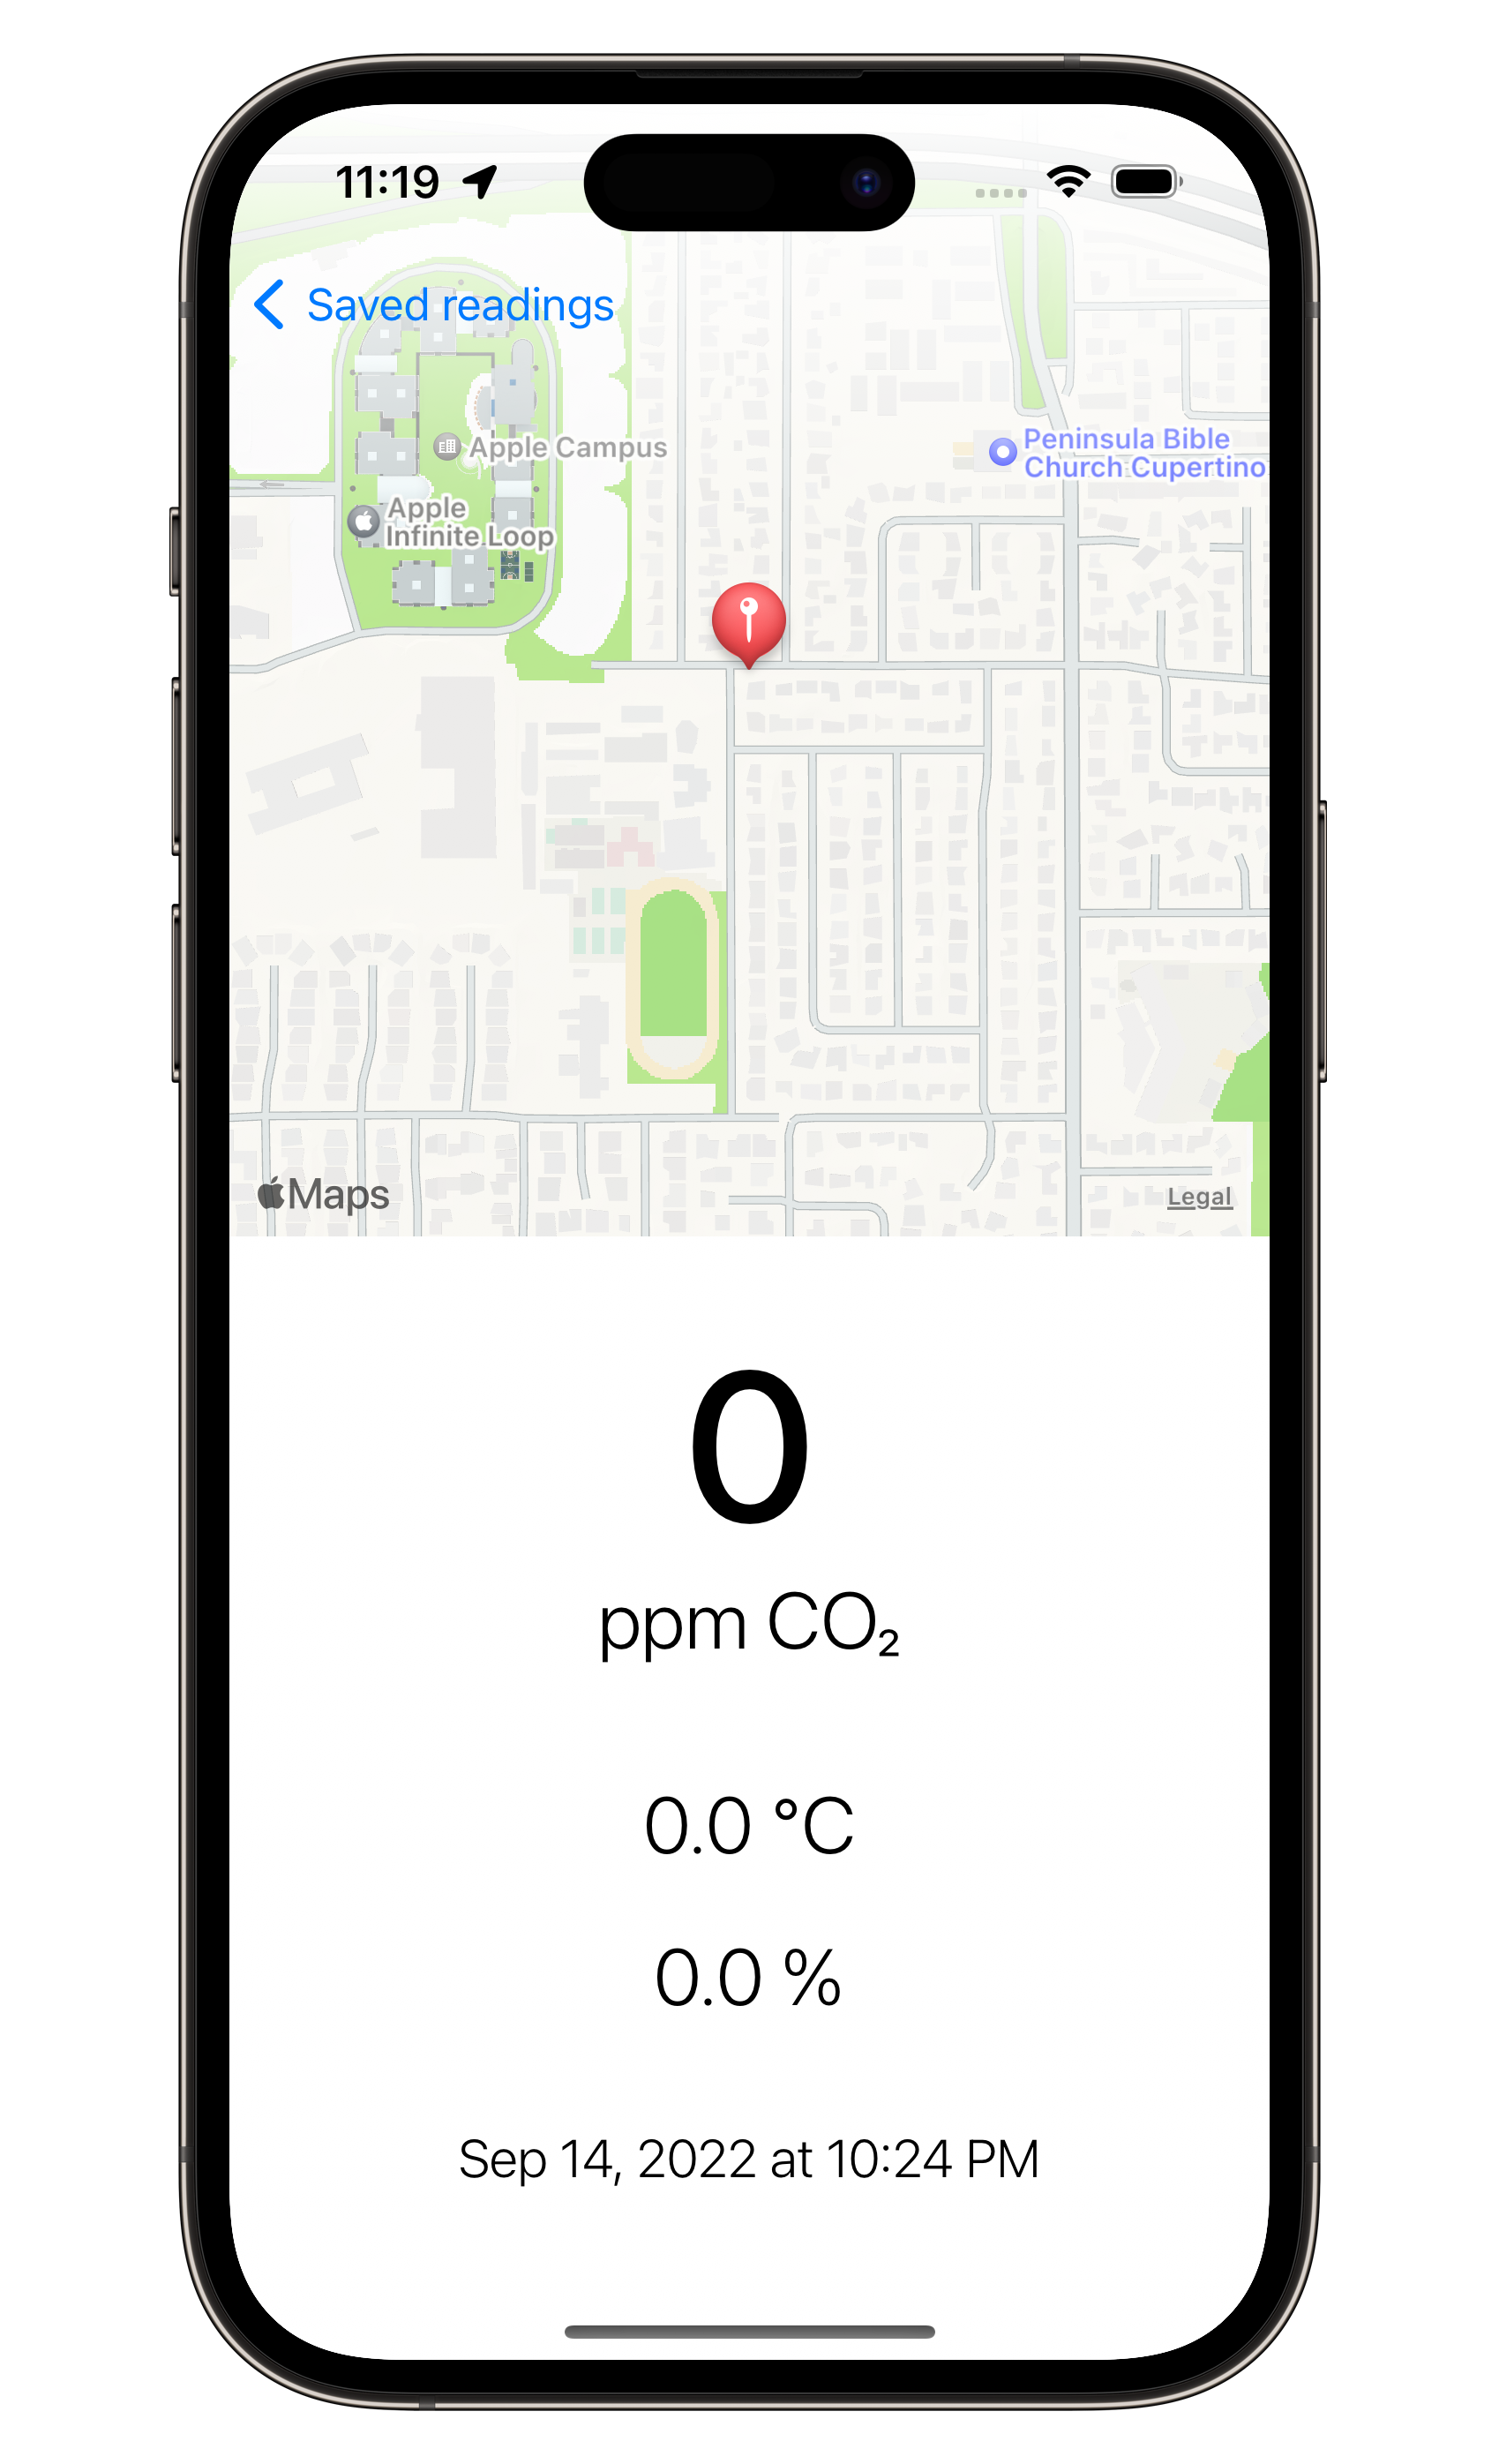 11:19
Saved readings
Apple Campus
Peninsula Bible
Church Cupertino
Apple
Infinite Loop
Maps
Legal
0
ppm CO₂
0.0 °C
0.0 %
Sep 14, 2022 at 10:24 PM